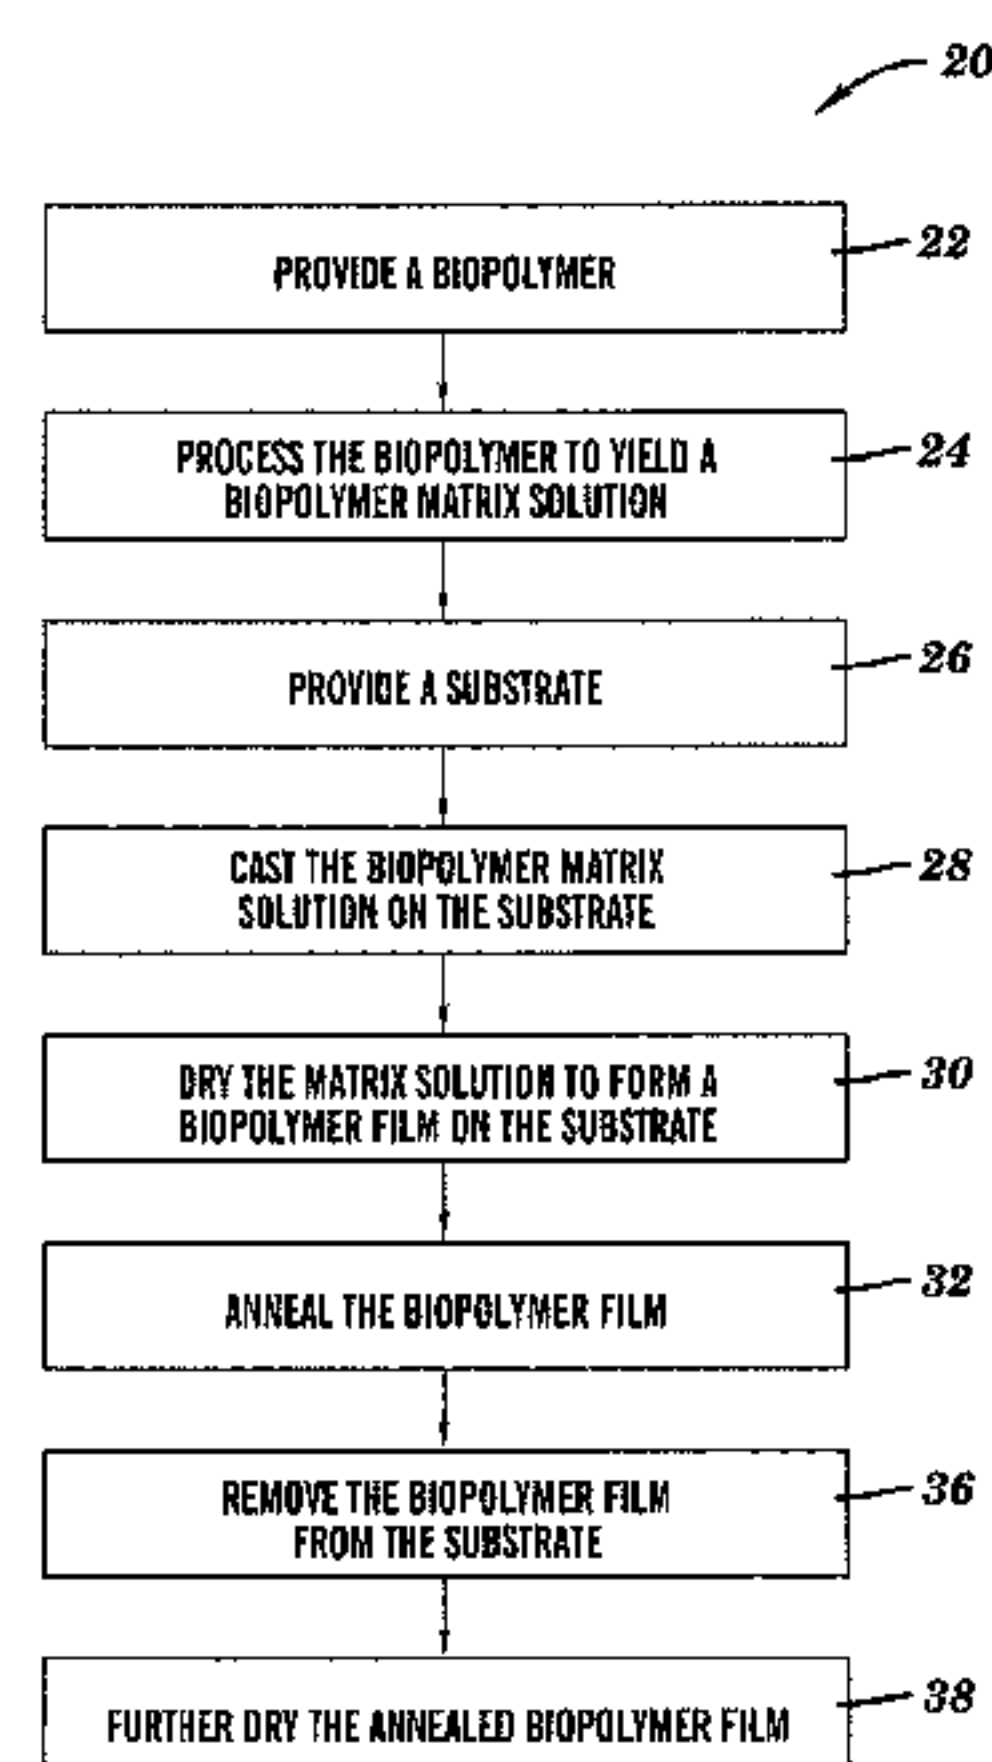 20
PROVIDE A BIOPOLYMER
22
PROCESS THE BIOPOLYMER TO YIELD A
BIOPOLYMER MATRIX SOLUTION
24
PROVIDE A SUBSTRATE
26
CAST THE BIOPOLYMER MATRIX
SOLUTION ON THE SUBSTRATE
28
DRY THE MATRIX SOLUTION TO FORM A
BIOPOLYMER FILM ON THE SUBSTRATE
30
ANNEAL THE BIOPOLYMER FILM
32
REMOVE THE BIOPOLYMER FILM
FROM THE SUBSTRATE
36
FURTHER DRY THE ANNEALED BIOPOLYMER FILM
38